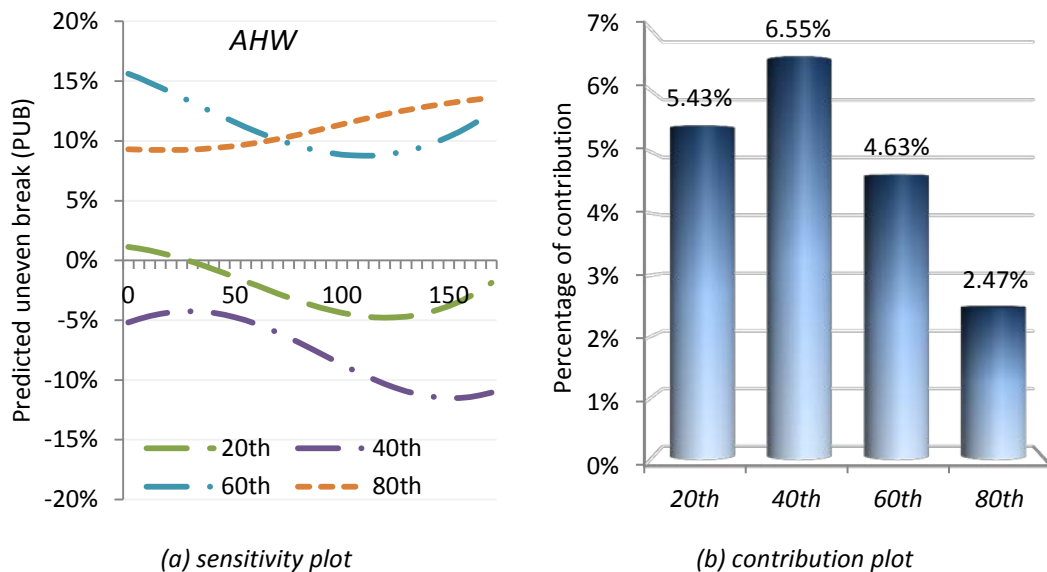 AHW
Predicted uneven break (PUB)
20%
15%
10%
5%
0%
-5%
-10%
-15%
-20%
0 50 100 150
20th 40th
60th 80th
(a) sensitivity plot
Percentage of contribution
7%
6%
5%
4%
3%
2%
1%
0%
5.43%
6.55%
4.63%
2.47%
20th 40th 60th 80th
(b) contribution plot